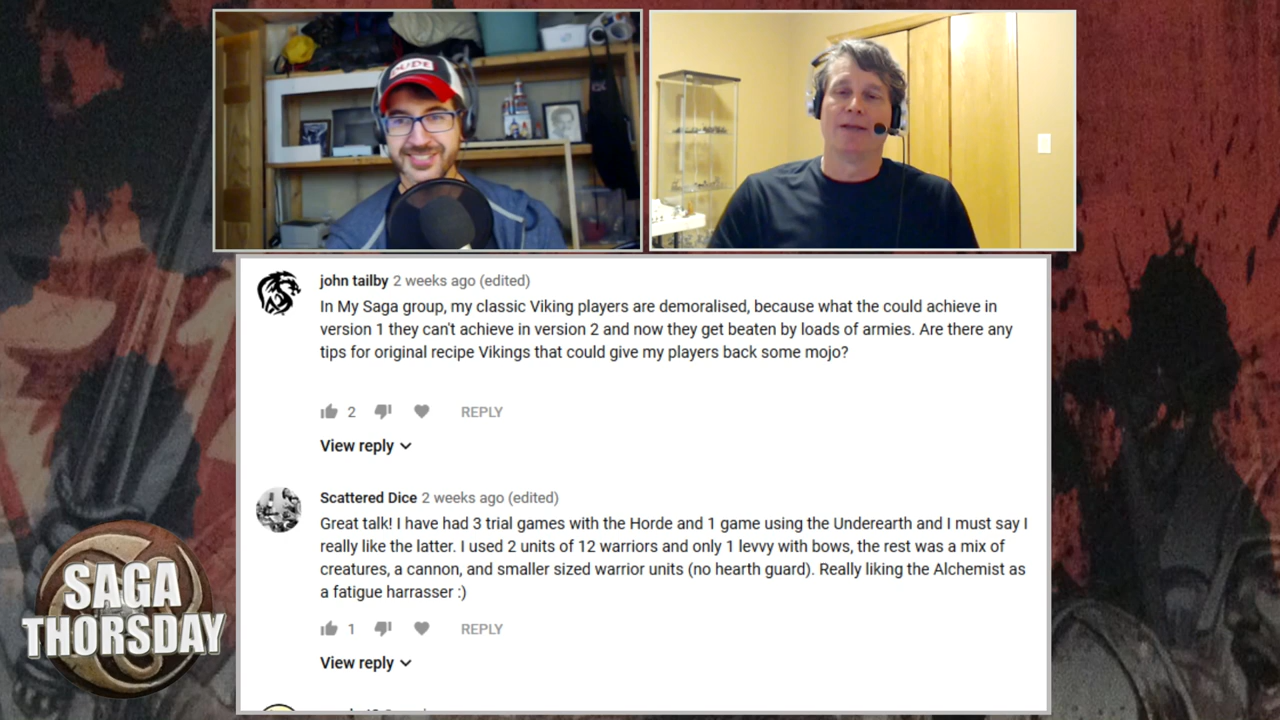 DUDE
john tailby 2 weeks ago (edited)
In My Saga group, my classic Viking players are demoralised, because what the could achieve in
version 1 they can't achieve in version 2 and now they get beaten by loads of armies. Are there any
tips for original recipe Vikings that could give my players back some mojo?
2 REPLY
View reply
Scattered Dice 2 weeks ago (edited)
Great talk! I have had 3 trial games with the Horde and 1 game using the Underearth and I must say I
really like the latter. I used 2 units of 12 warriors and only 1 levvy with bows, the rest was a mix of
creatures, a cannon, and smaller sized warrior units (no hearth guard). Really liking the Alchemist as
a fatigue harrasser :)
1 REPLY
View reply
SAGA
THORSDAY